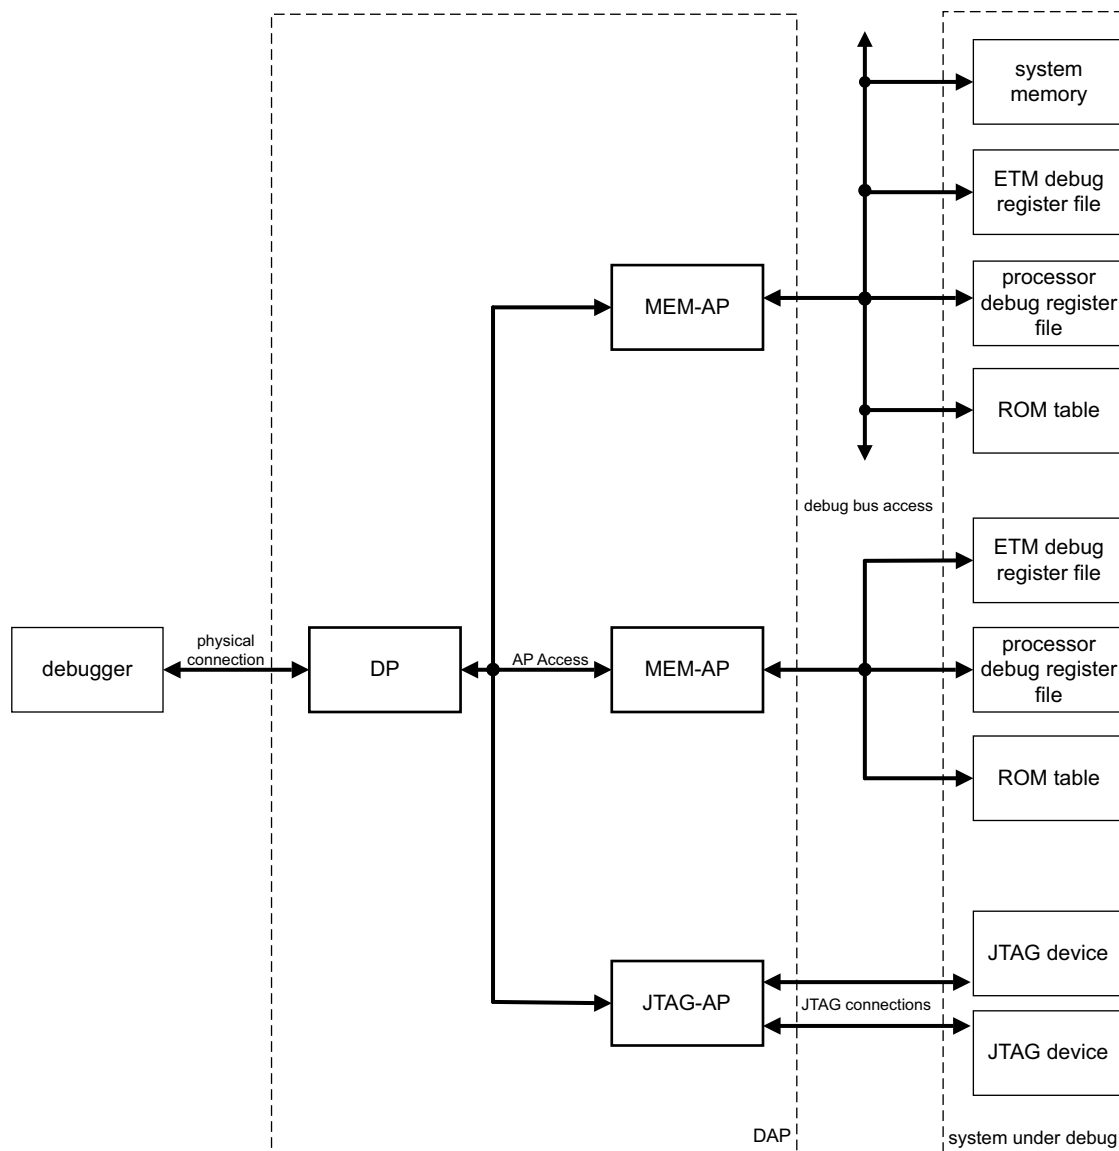 system
memory
ETM debug
register file
processor
debug register
file
MEM-AP
ROM table
debug bus access
ETM debug
register file
physical
connection
debugger
DP
AP Access
MEM-AP
processor
debug register
file
ROM table
JTAG device
JTAG-AP
JTAG connections
JTAG device
DAP
system under debug